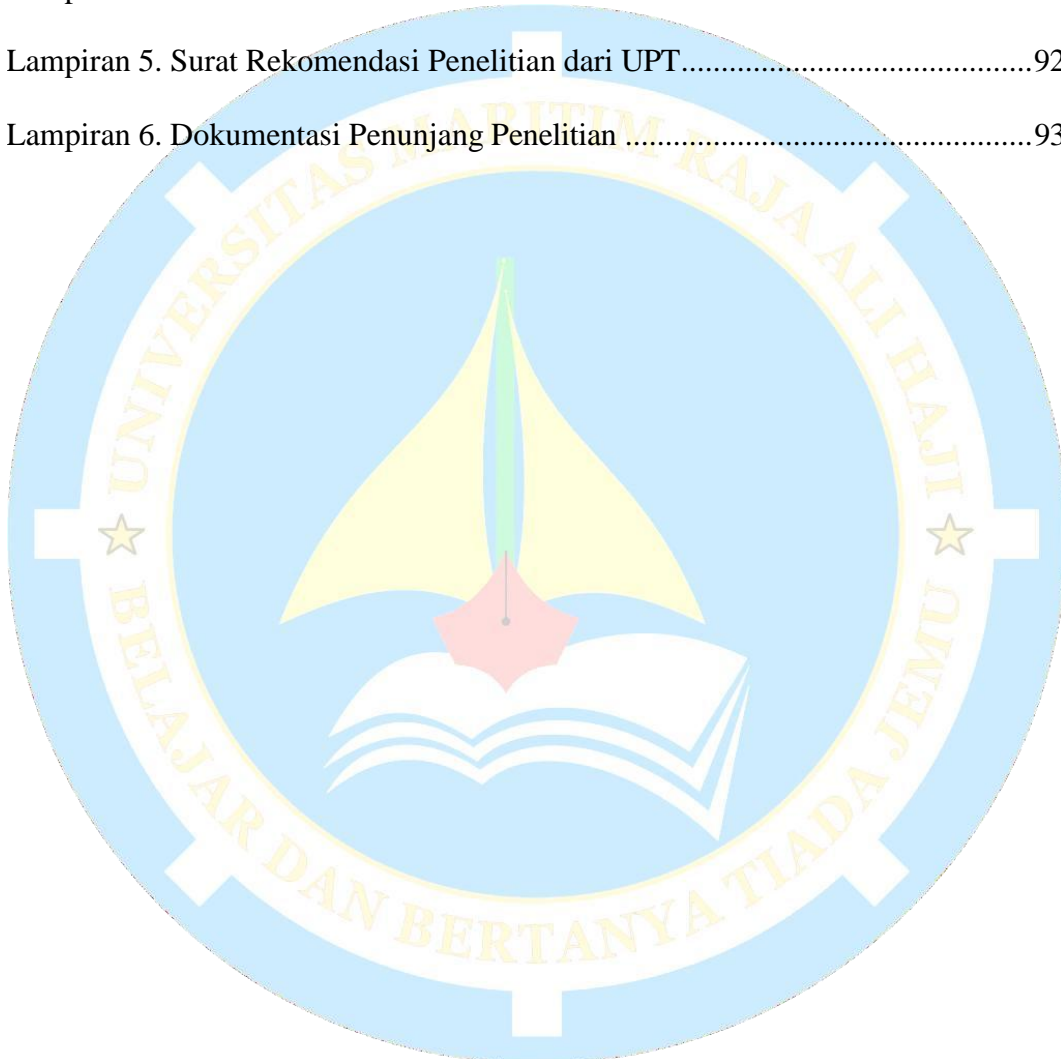 Lampiran 5. Surat Rekomendasi Penelitian dari UPT.......................................92
Lampiran 6. Dokumentasi Penunjang Penelitian .............................................93
UNIVERSITAS MARITIM RAJA ALI HAJI
BELAJAR DAN BERTANYA TIADA JEMU